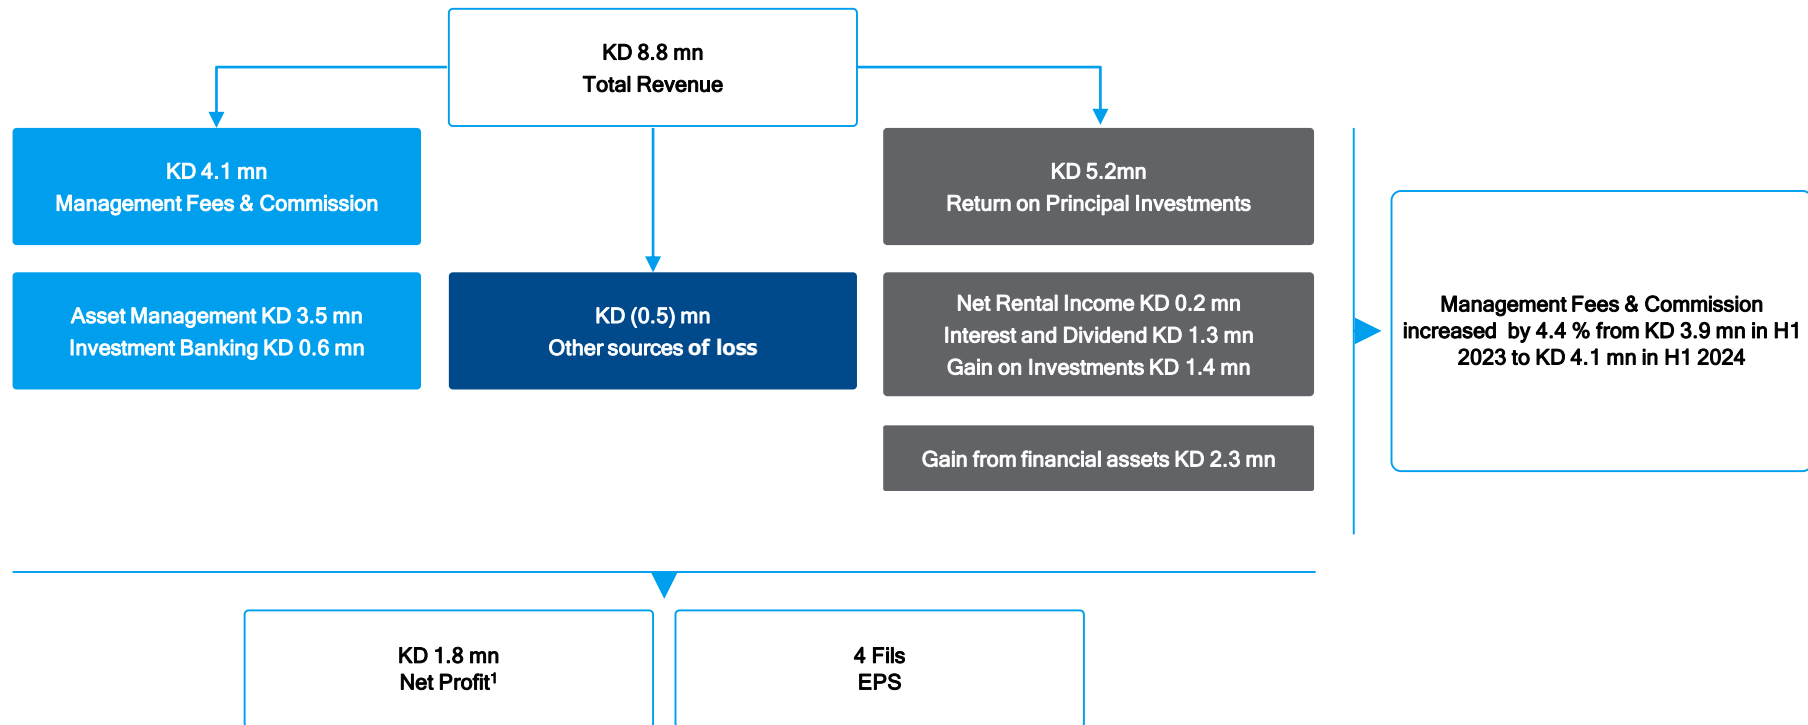 KD 8.8 mn
Total Revenue
KD 4.1 mn
Management Fees & Commission
KD 5.2mn
Return on Principal Investments
Asset Management KD 3.5 mn
Investment Banking KD 0.6 mn
KD (0.5) mn
Other sources of loss
Net Rental Income KD 0.2 mn
Interest and Dividend KD 1.3 mn
Gain on Investments KD 1.4 mn
Gain from financial assets KD 2.3 mn
Management Fees & Commission
increased by 4.4 % from KD 3.9 mn in H1
2023 to KD 4.1 mn in H1 2024
KD 1.8 mn
Net Profit¹
4 Fils
EPS